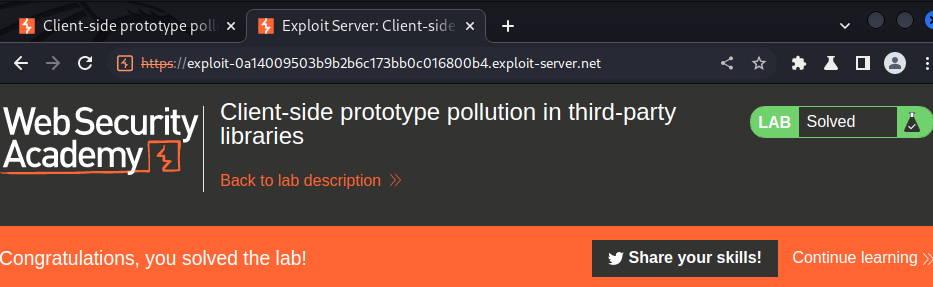 Client-side prototype poll
Exploit Server: Client-side
https://exploit-0a14009503b9b2b6c173bb0c016800b4.exploit-server.net
WebSecurity
Academy
Client-side prototype pollution in third-party
libraries
LAB Solved
Back to lab description
Congratulations, you solved the lab!
Share your skills!
Continue learning